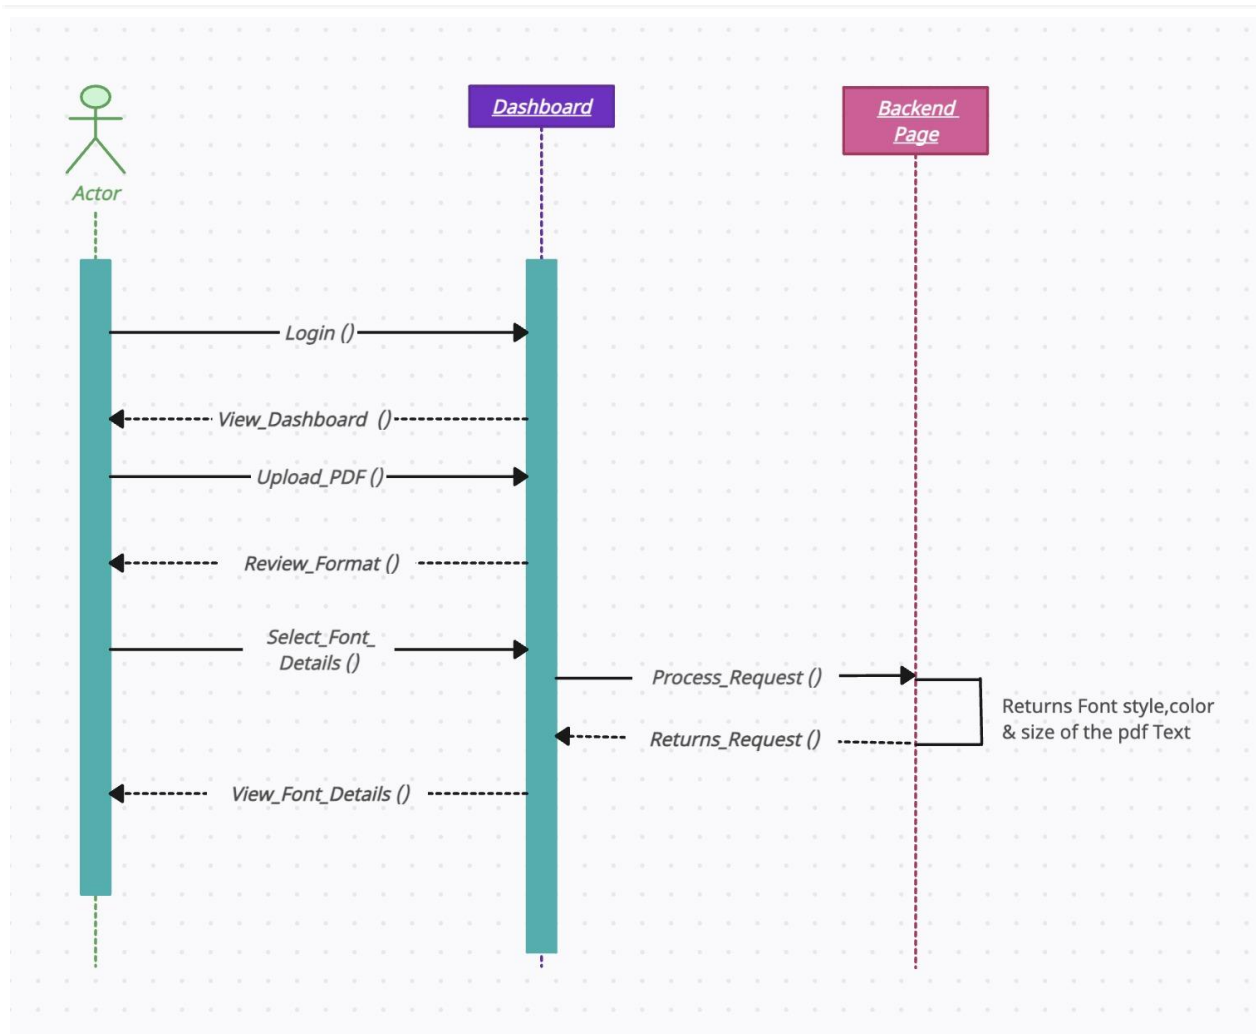 Dashboard
Backend
Page
Actor
Login ()
View_Dashboard ()
Upload_PDF ()
Review_Format ()
Select_Font_
Details ()
Process_Request ()
Returns Font style,color
& size of the pdf Text
Returns_Request ()
View_Font_Details ()